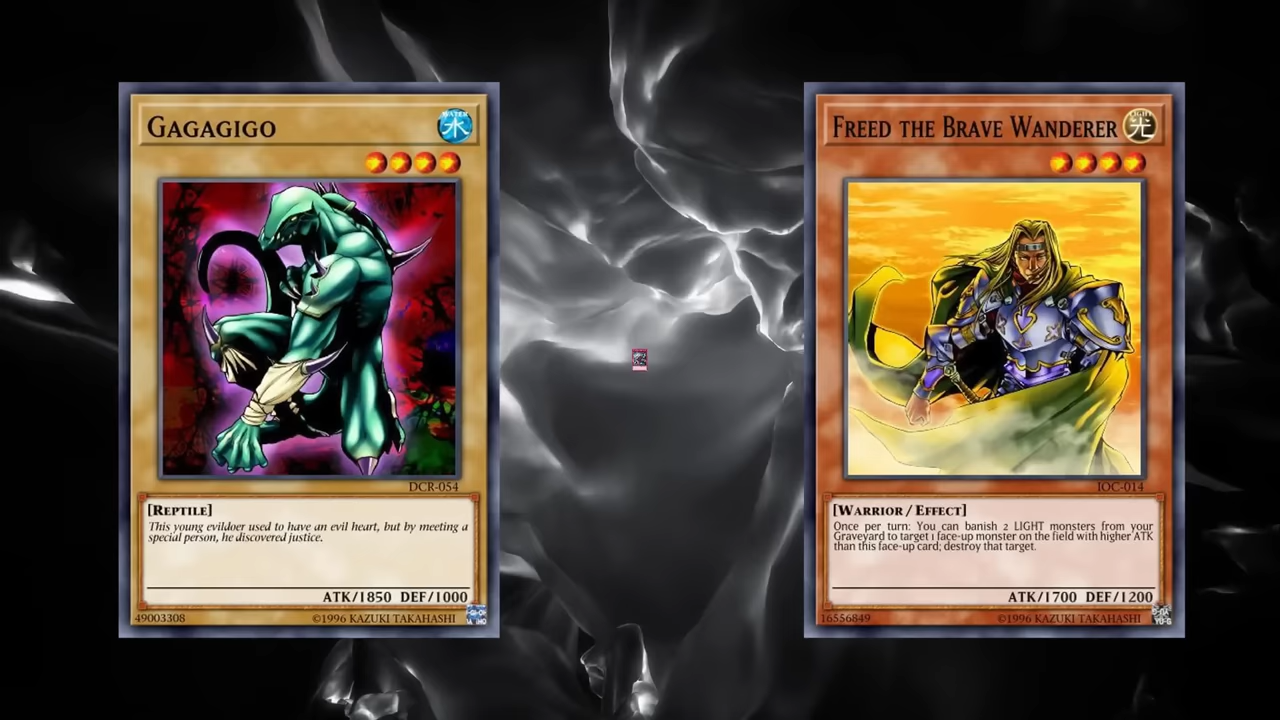 GAGAGIGO
WATER
水
DCR-054
[REPTILE]
This young evildoer used to have an evil heart, but by meeting a
special person, he discovered justice.
ATK/1850 DEF/1000
49003308
©1996 KAZUKI TAKAHASHI
FREED THE BRAVE WANDERER
LIGHT
光
IOC-014
[WARRIOR / EFFECT]
Once per turn: You can banish 2 LIGHT monsters from your
Graveyard to target 1 face-up monster on the field with higher ATK
than this face-up card; destroy that target.
ATK/1700 DEF/1200
16556849
©1996 KAZUKI TAKAHASHI